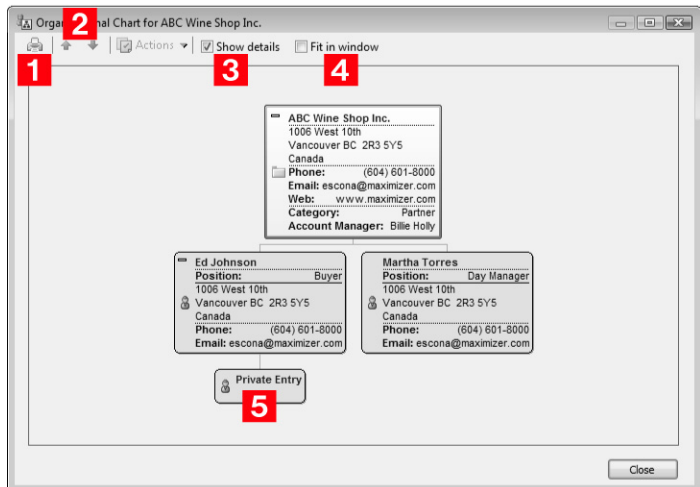 Organizational Chart for ABC Wine Shop Inc.
2
Actions
Show details
Fit in window
1
3
4
ABC Wine Shop Inc.
1006 West 10th
Vancouver BC 2R3 5Y5
Canada
Phone: (604) 601-8000
Email: escona@maximizer.com
Web: www.maximizer.com
Category: Partner
Account Manager: Billie Holly
Ed Johnson
Position: Buyer
1006 West 10th
Vancouver BC 2R3 5Y5
Canada
Phone: (604) 601-8000
Email: escona@maximizer.com
Martha Torres
Position: Day Manager
1006 West 10th
Vancouver BC 2R3 5Y5
Canada
Phone: (604) 601-8000
Email: escona@maximizer.com
Private Entry
5
Close